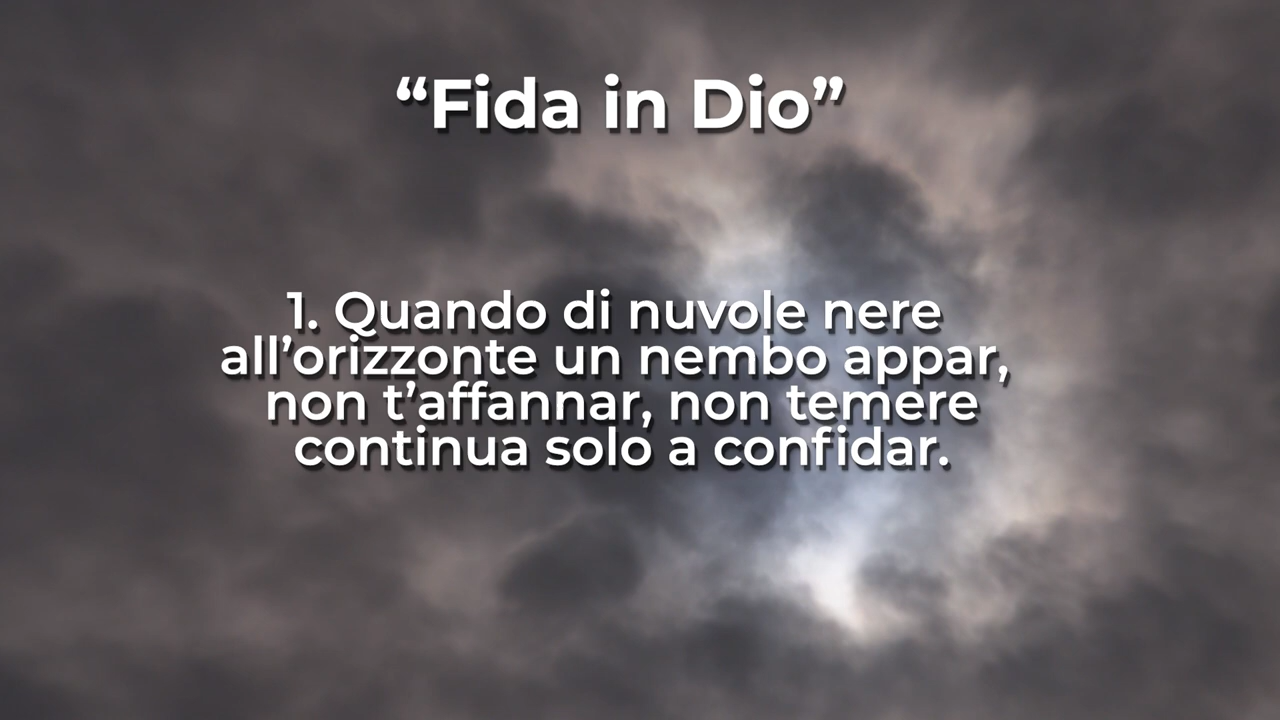 “Fida in Dio”
1. Quando di nuvole nere
all’orizzonte un nembo appar,
non t’affannar, non temere
continua solo a confidar.